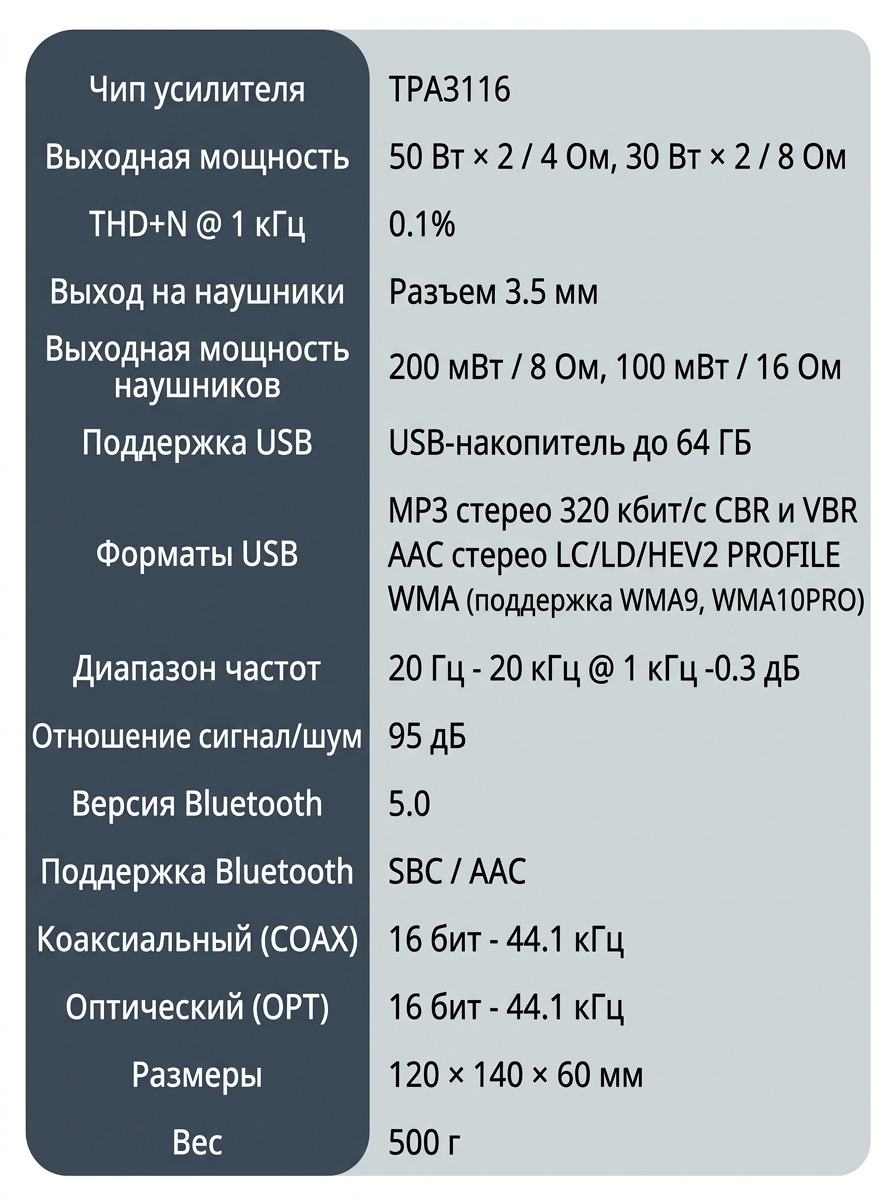 Чип усилителя TPA3116
Выходная мощность 50 Вт × 2 / 4 Ом, 30 Вт × 2 / 8 Ом
THD+N @ 1 кГц 0.1%
Выход на наушники Разъем 3.5 мм
Выходная мощность
наушников
200 мВт / 8 Ом, 100 мВт / 16 Ом
Поддержка USB USB-накопитель до 64 ГБ
Форматы USB
MP3 стерео 320 кбит/с CBR и VBR
AAC стерео LC/LD/HEV2 PROFILE
WMA (поддержка WMA9, WMA10PRO)
Диапазон частот 20 Гц - 20 кГц @ 1 кГц -0.3 дБ
Отношение сигнал/шум 95 дБ
Версия Bluetooth 5.0
Поддержка Bluetooth SBC / AAC
Коаксиальный (COAX) 16 бит - 44.1 кГц
Оптический (OPT) 16 бит - 44.1 кГц
Размеры 120 × 140 × 60 мм
Вес 500 г